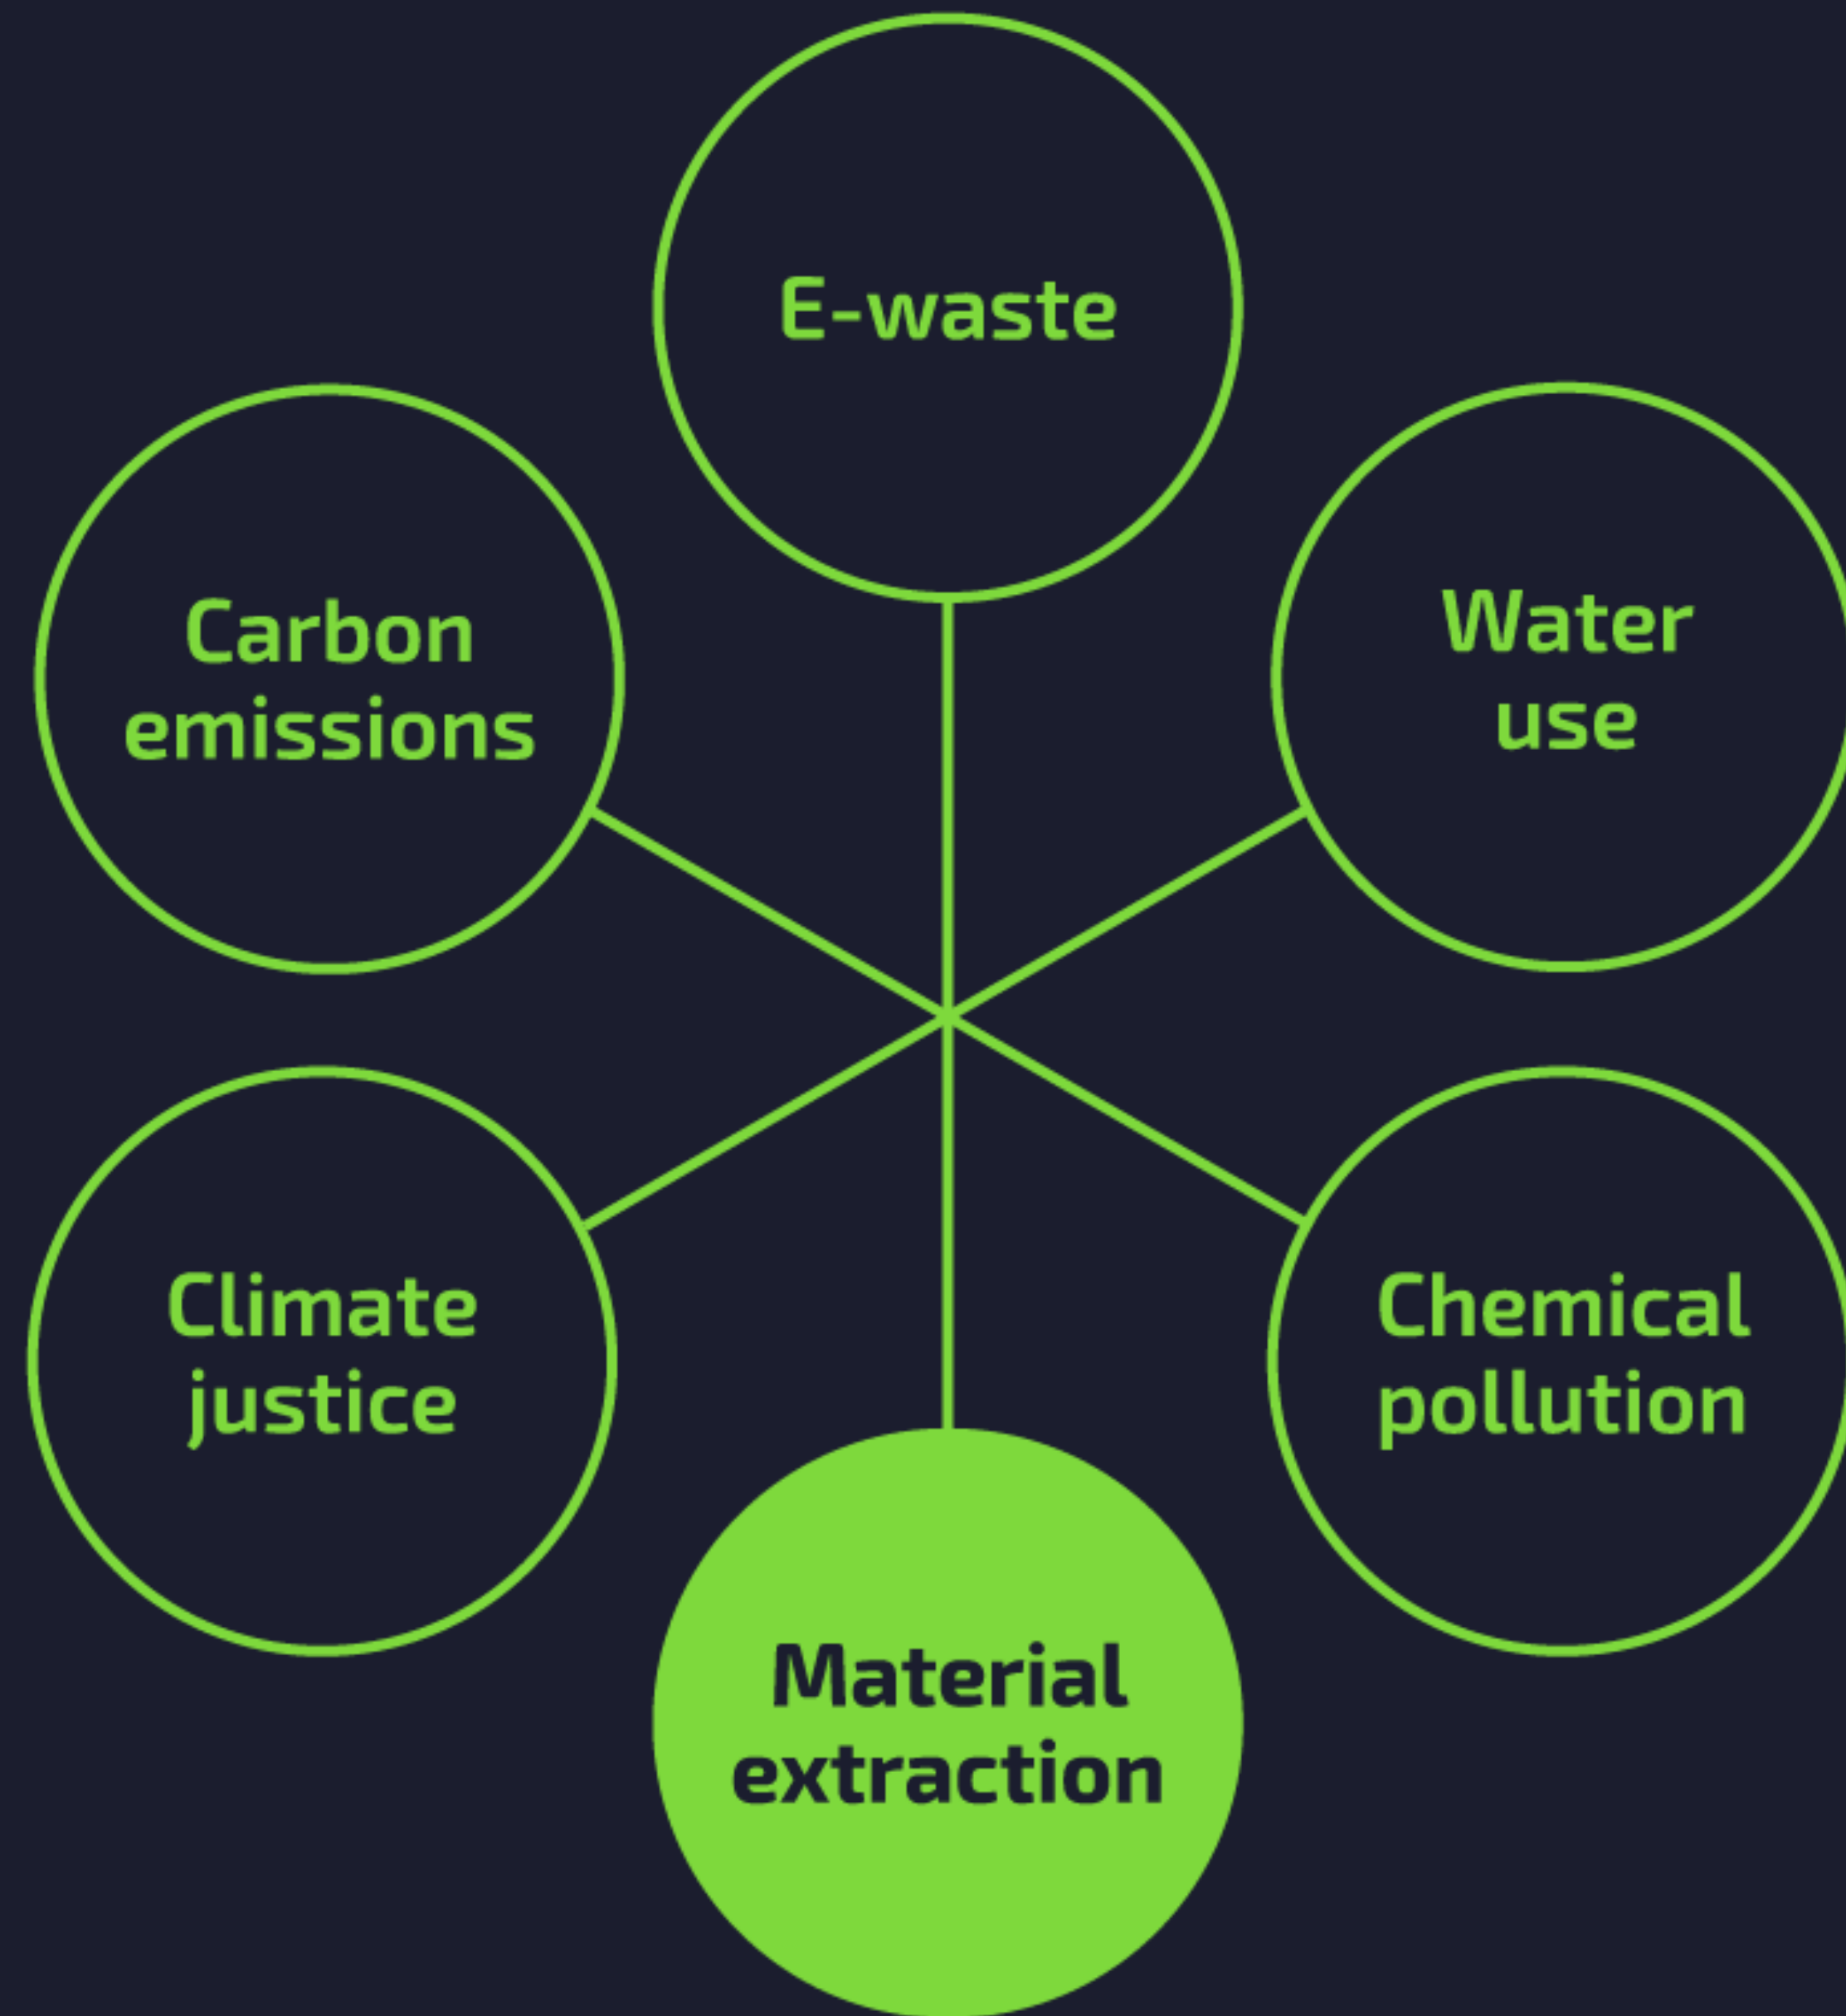 E-waste
Carbon
emissions
Water
use
Climate
justice
Chemical
pollution
Material
extraction